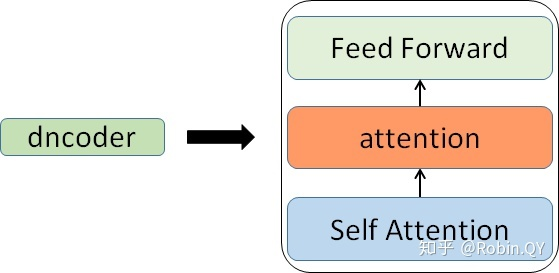 Feed Forward
dncoder
attention
Self Attention
知乎 @Robin.QY